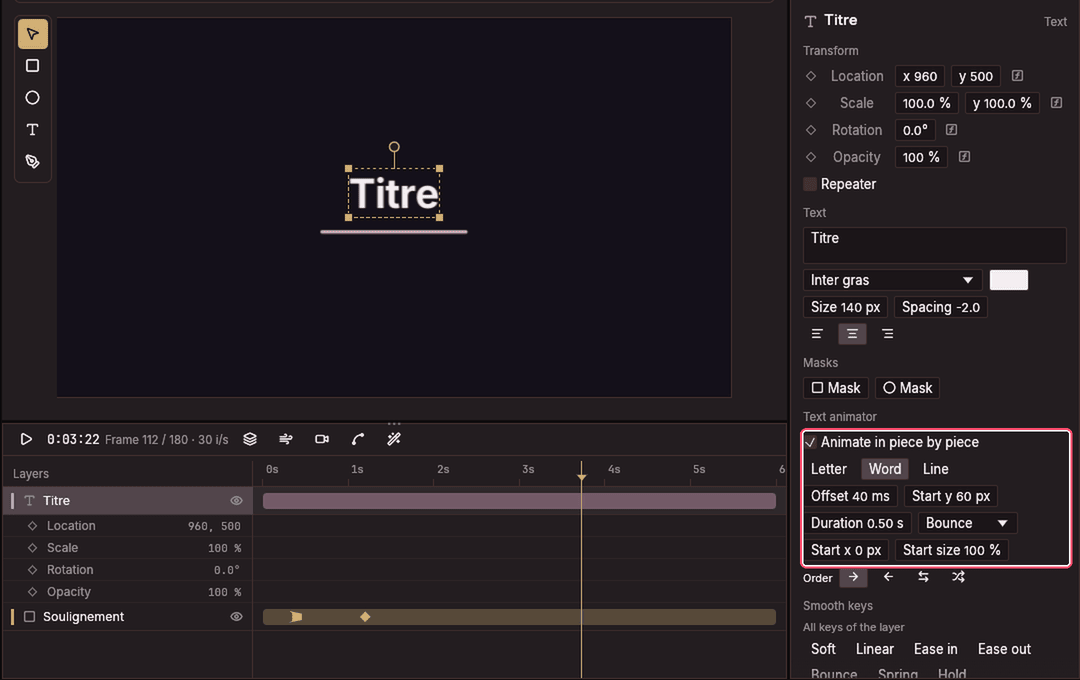 Titre
Text
Transform
Location x 960 y 500
Scale 100.0 % y 100.0 %
Rotation 0.0°
Opacity 100 %
Repeater
Text
Titre
Inter gras
Size 140 px Spacing -2.0
Masks
Mask Mask
Text animator
Animate in piece by piece
Letter Word Line
Offset 40 ms Start y 60 px
Duration 0.50 s Bounce
Start x 0 px Start size 100 %
Order
Smooth keys
All keys of the layer
Soft Linear Ease in Ease out
Bounce Spring Hold
T
Titre
0:03:22 Frame 112 / 180 · 30 i/s
Layers 0s 1s 2s 3s 4s 5s 6
Titre
Location 960, 500
Scale 100 %
Rotation 0.0°
Opacity 100 %
Soulignement